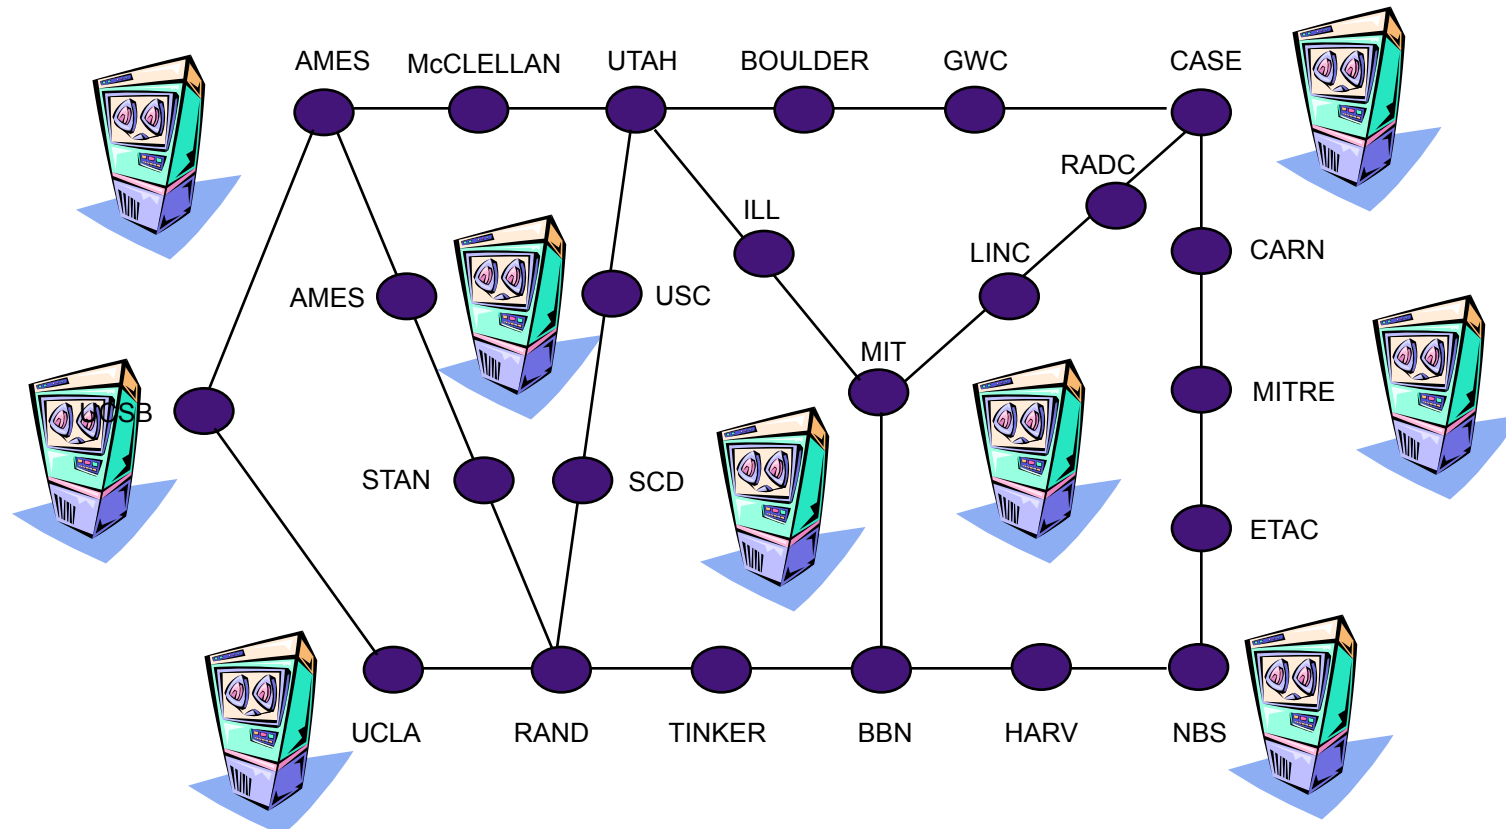 AMES
McCLELLAN
UTAH
BOULDER
GWC
CASE
RADC
ILL
LINC
CARN
AMES
USC
MIT
MITRE
UCSB
STAN
SCD
ETAC
UCLA
RAND
TINKER
BBN
HARV
NBS